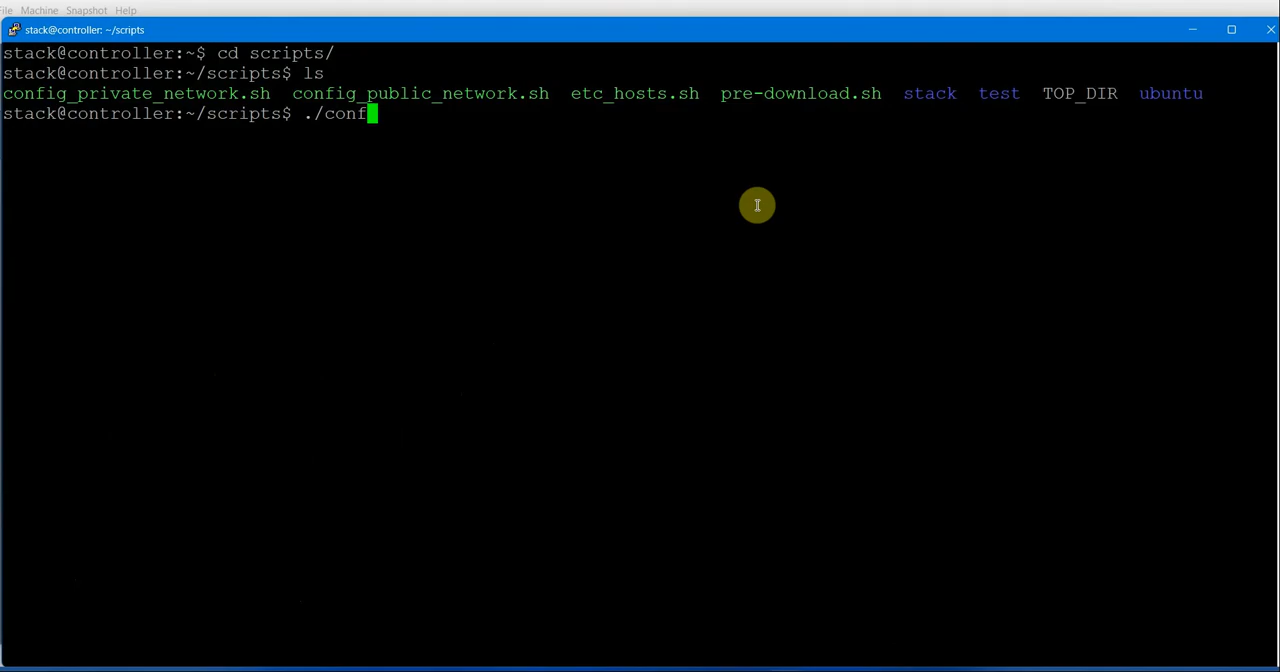 File Machine Snapshot Help
stack@controller: ~/scripts
stack@controller:~$ cd scripts/
stack@controller:~/scripts$ ls
config_private_network.sh config_public_network.sh etc_hosts.sh pre-download.sh stack test TOP_DIR ubuntu
stack@controller:~/scripts$ ./conf